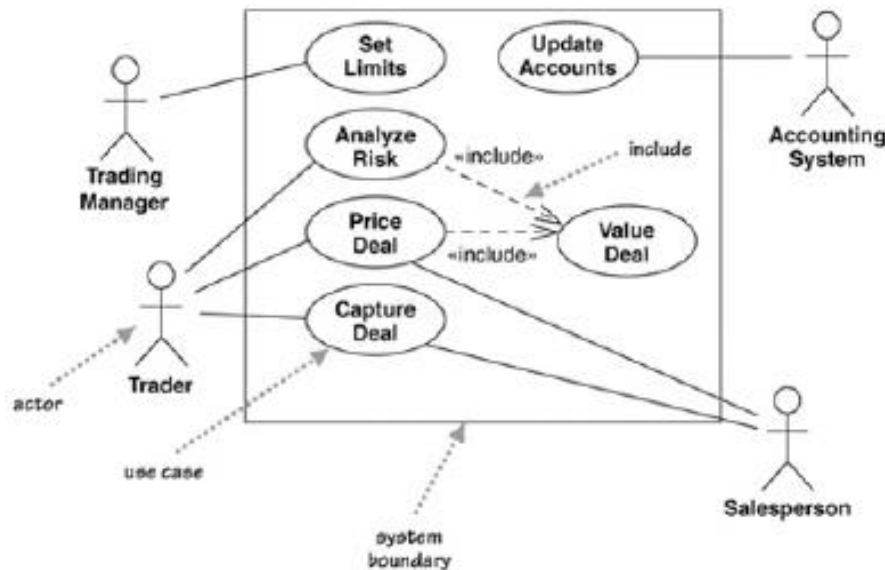 Set
Limits
Update
Accounts
Trading
Manager
Accounting
System
Analyze
Risk
«include»
include
Price
Deal
«include»
Value
Deal
Capture
Deal
Trader
actor
use case
system
boundary
Salesperson